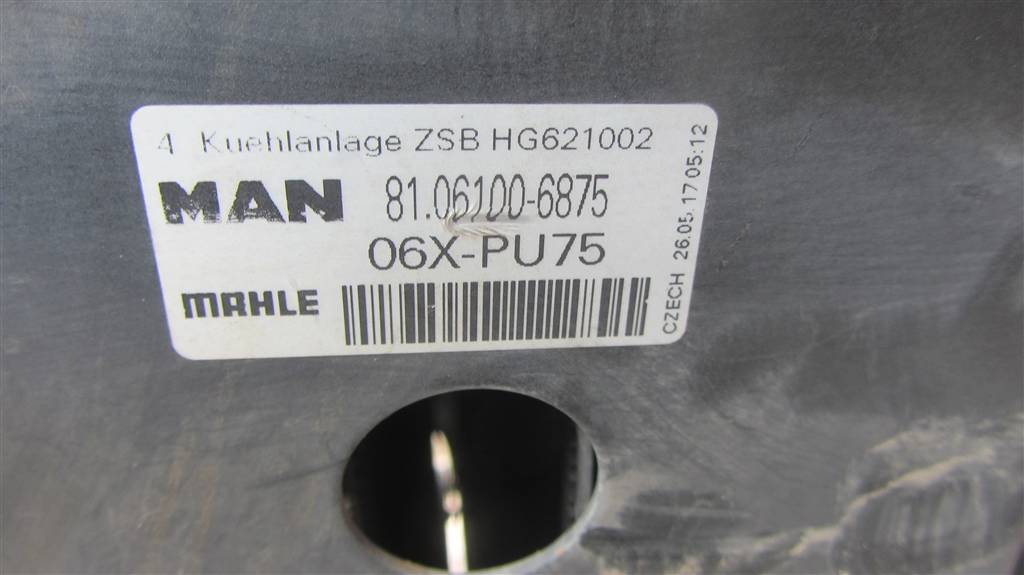 4 Kuehlanlage ZSB HG621002
MAN 81.06100-6875
06X-PU75
MAHLE
CZECH 26.05.17 05:12